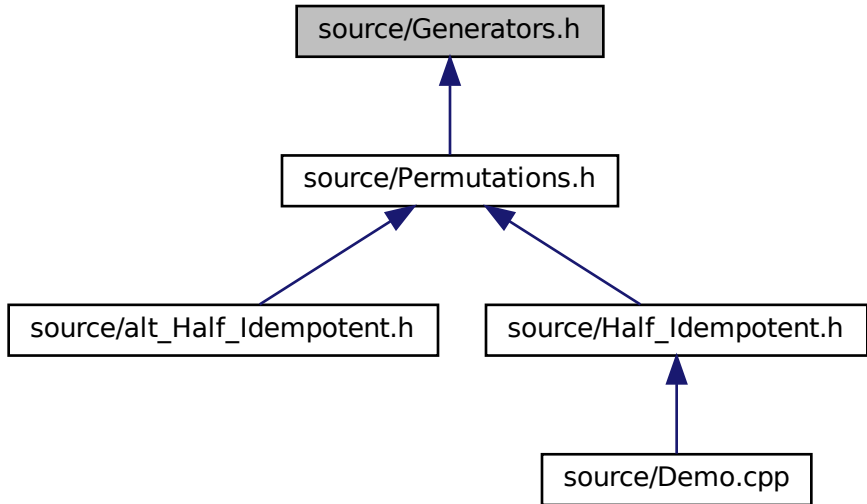 source/Generators.h
source/Permutations.h
source/alt_Half_Idempotent.h
source/Half_Idempotent.h
source/Demo.cpp